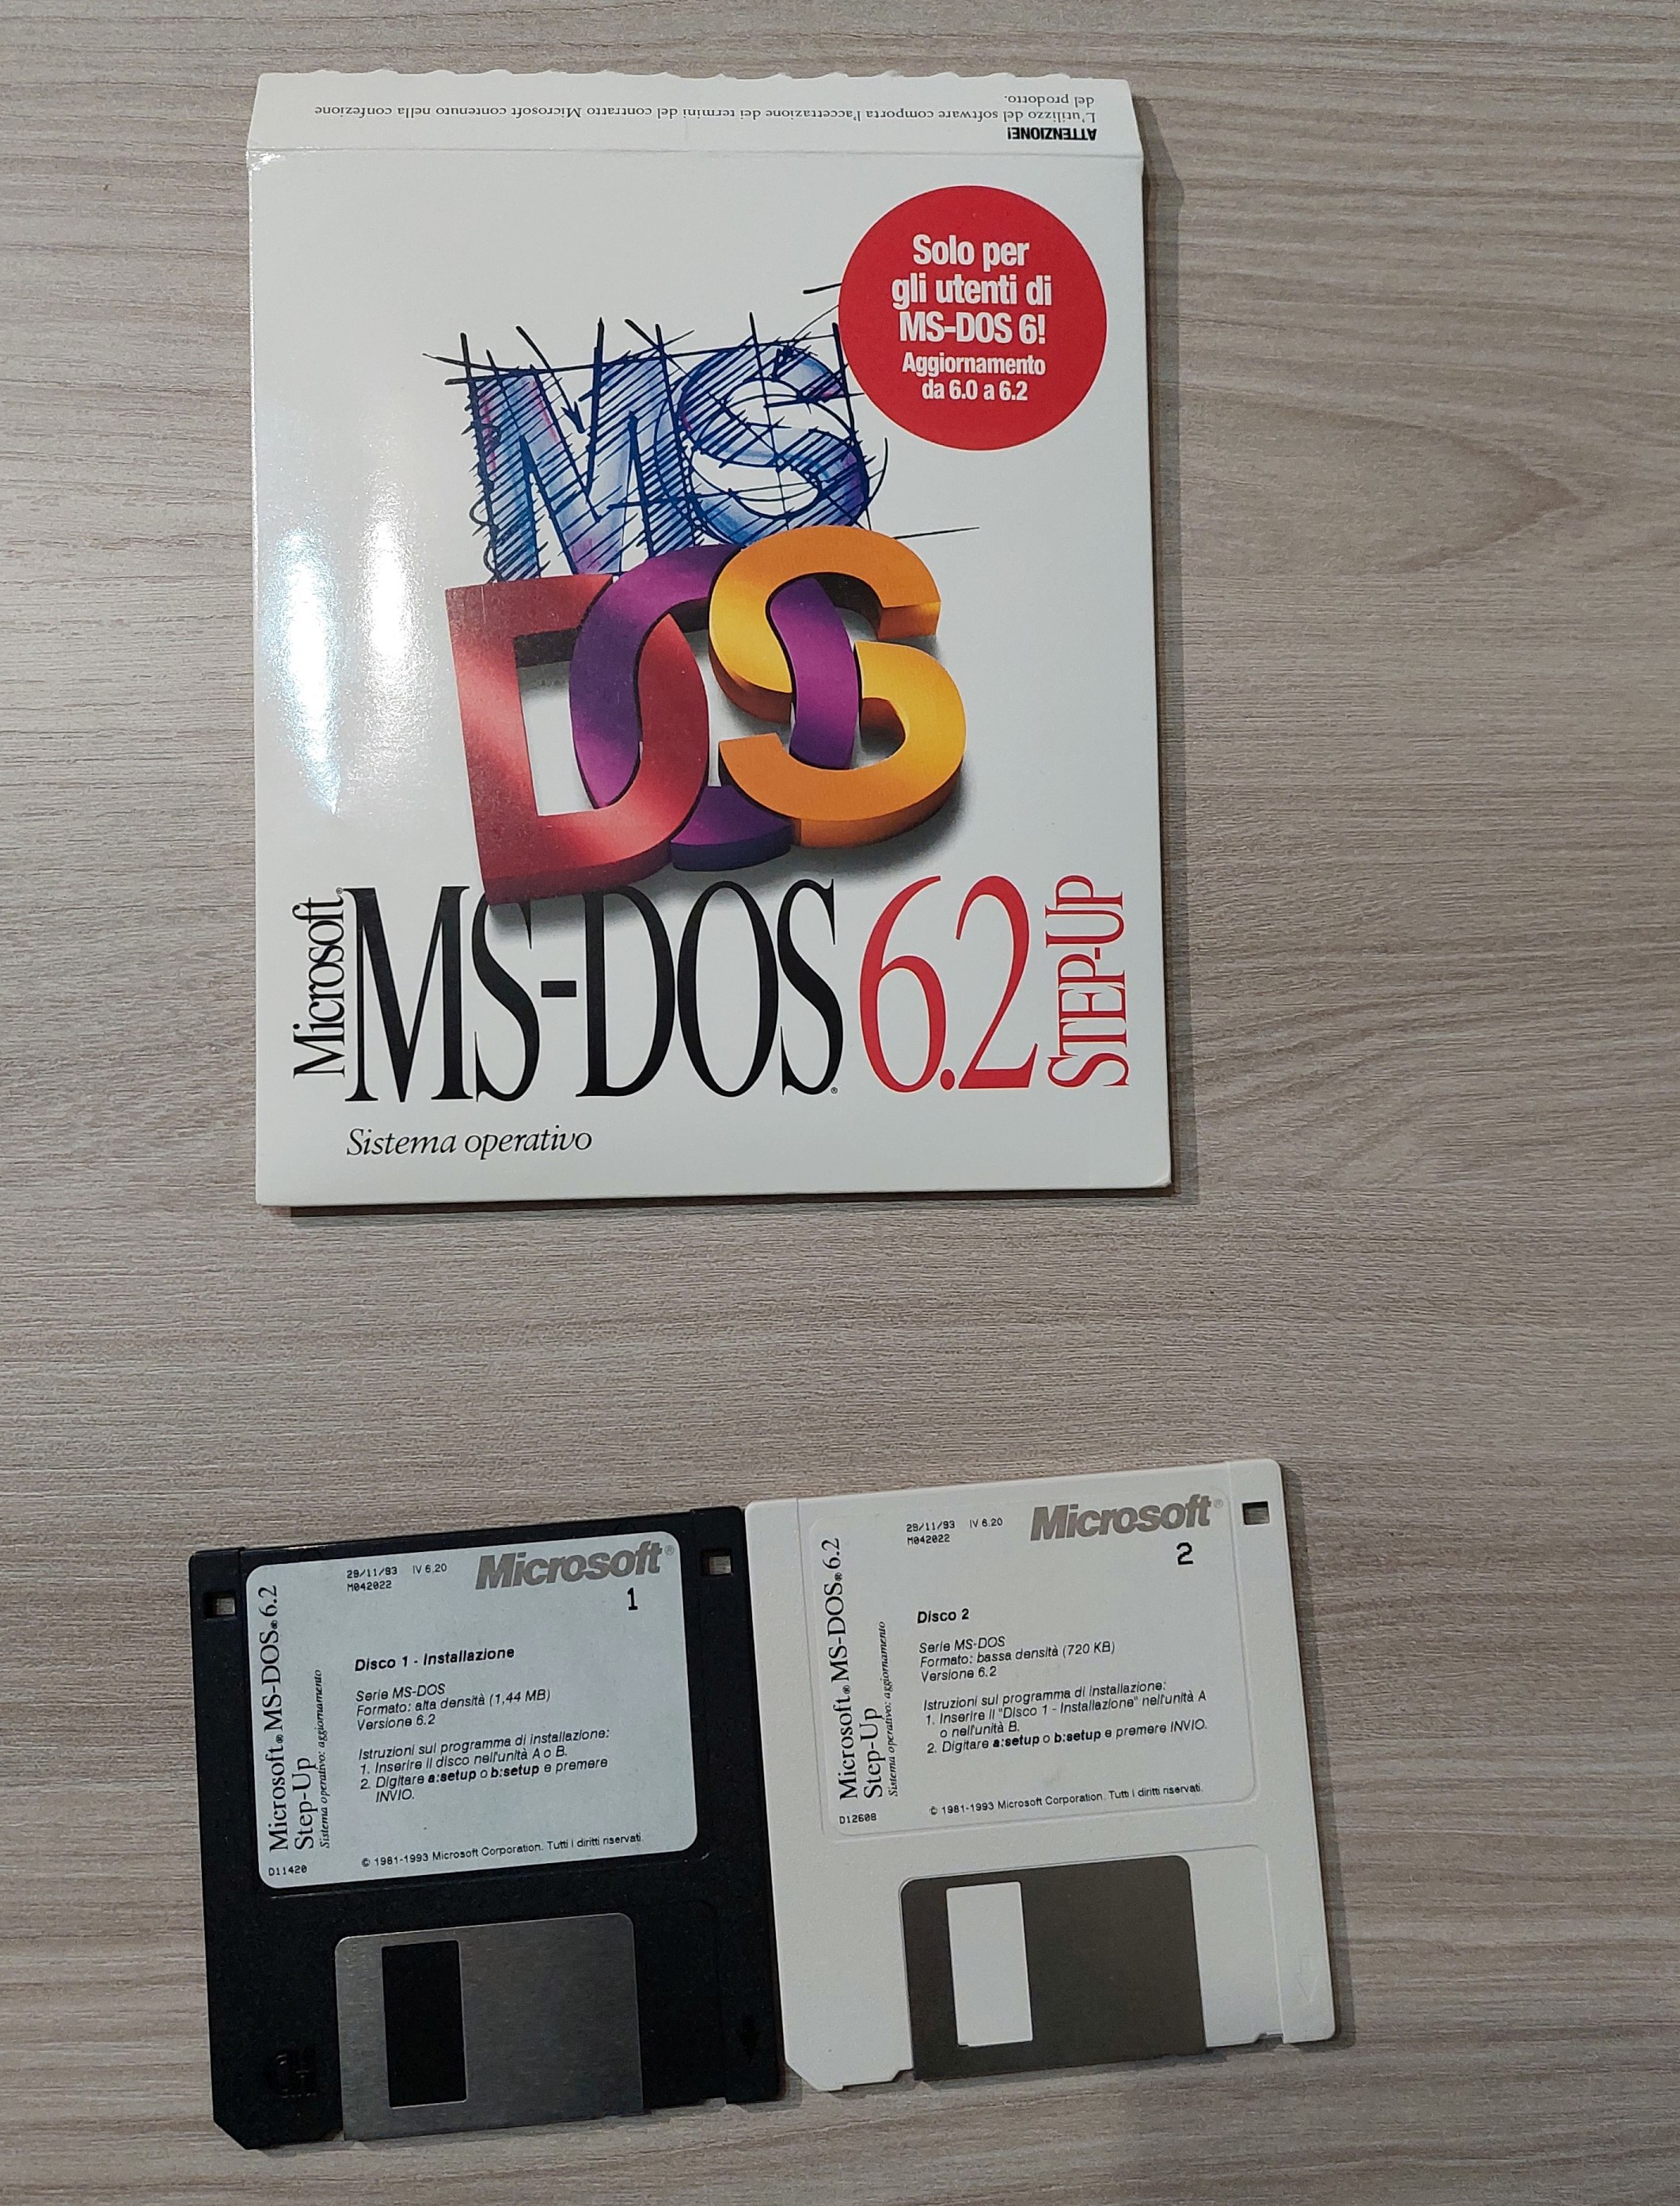 ATTENZIONE!
L'utilizzo del software comporta l'accettazione dei termini del contratto Microsoft contenuto nella confezione
del prodotto.
Solo per
gli utenti di
MS-DOS 6!
Aggiornamento
da 6.0 a 6.2
MS
DOS
Microsoft®
MS-DOS® 6.2
STEP-UP
Sistema operativo
29/11/93 IV 6.20
M042022
Microsoft®
1
Microsoft® MS-DOS® 6.2
Step-Up
Sistema operativo: aggiornamento
Disco 1 - Installazione
Serie MS-DOS
Formato: alta densità (1,44 MB)
Versione 6.2
Istruzioni sul programma di installazione:
1. Inserire il disco nell'unità A o B.
2. Digitare a:setup o b:setup e premere
INVIO.
D11420
© 1981-1993 Microsoft Corporation. Tutti i diritti riservati.
29/11/93 IV 6.20
M042022
Microsoft®
2
Microsoft® MS-DOS® 6.2
Step-Up
Sistema operativo: aggiornamento
Disco 2
Serie MS-DOS
Formato: bassa densità (720 KB)
Versione 6.2
Istruzioni sul programma di installazione:
1. Inserire il "Disco 1 - Installazione" nell'unità A
o nell'unità B.
2. Digitare a:setup o b:setup e premere INVIO.
D12608
© 1981-1993 Microsoft Corporation. Tutti i diritti riservati.